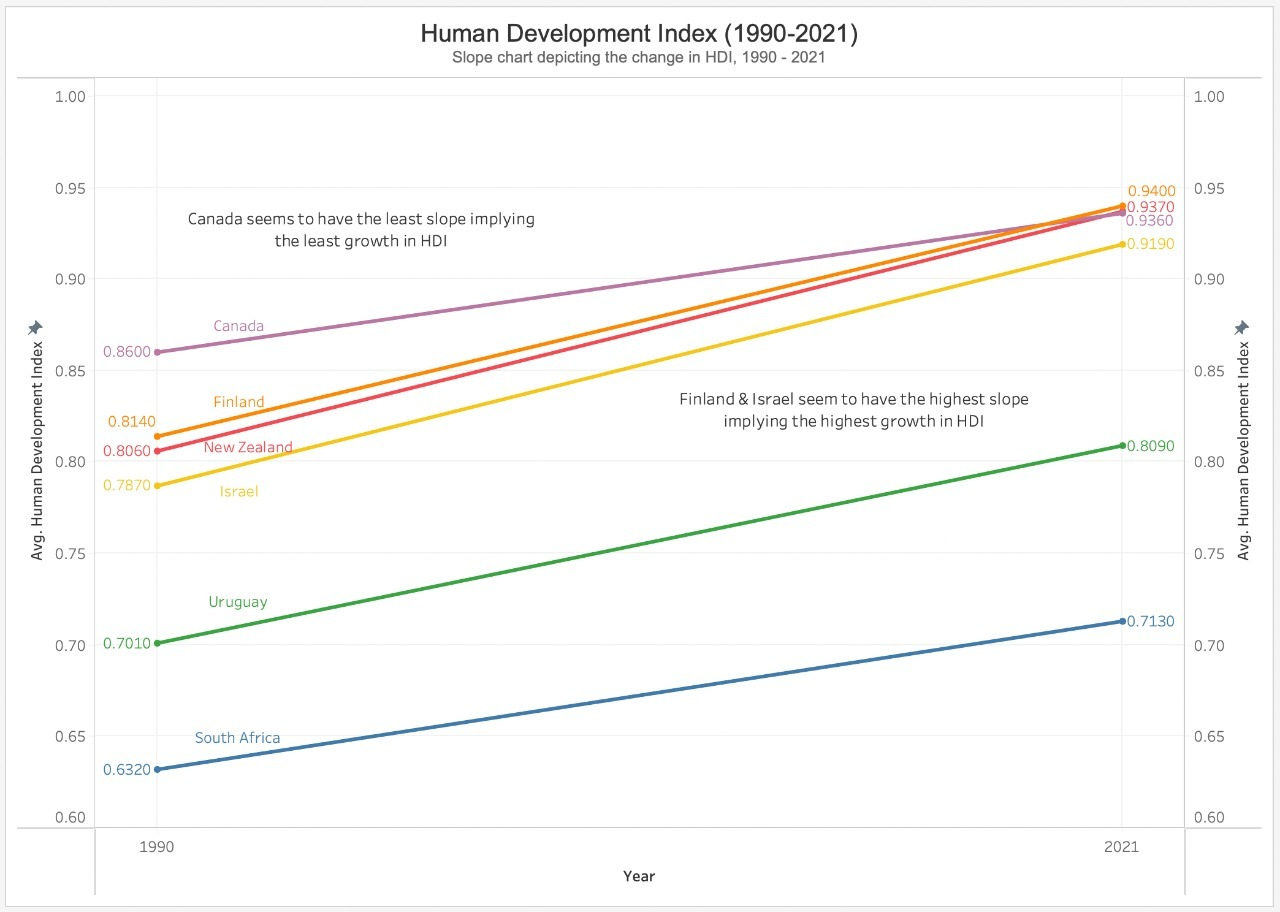 Human Development Index (1990-2021)
Slope chart depicting the change in HDI, 1990 - 2021
1.00
0.95
0.90
0.85
0.80
0.75
0.70
0.65
0.60
Avg. Human Development Index
Canada seems to have the least slope implying
the least growth in HDI
Canada
0.8600
Finland
0.8140
New Zealand
0.8060
0.7870
Israel
Uruguay
0.7010
South Africa
0.6320
Finland & Israel seem to have the highest slope
implying the highest growth in HDI
0.9400
0.9370
0.9360
0.9190
0.8090
0.7130
1.00
0.95
0.90
0.85
0.80
0.75
0.70
0.65
0.60
Avg. Human Development Index
1990
2021
Year